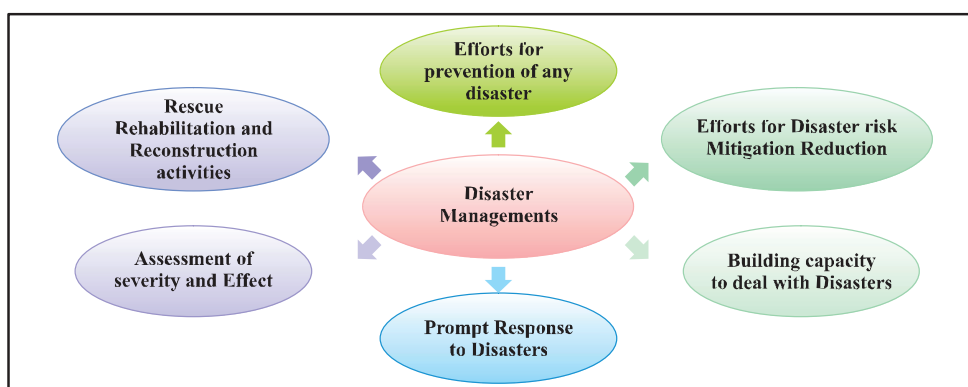 Efforts for
prevention of any
disaster
Rescue
Rehabilitation and
Reconstruction
activities
Efforts for Disaster risk
Mitigation Reduction
Disaster
Managements
Assessment of
severity and Effect
Building capacity
to deal with Disasters
Prompt Response
to Disasters